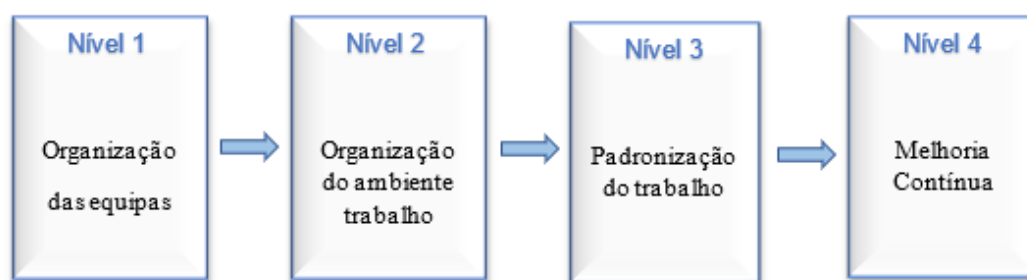 Nível 1
Organização
das equipas
Nível 2
Organização
do ambiente
trabalho
Nível 3
Padronização
do trabalho
Nível 4
Melhoria
Contínua